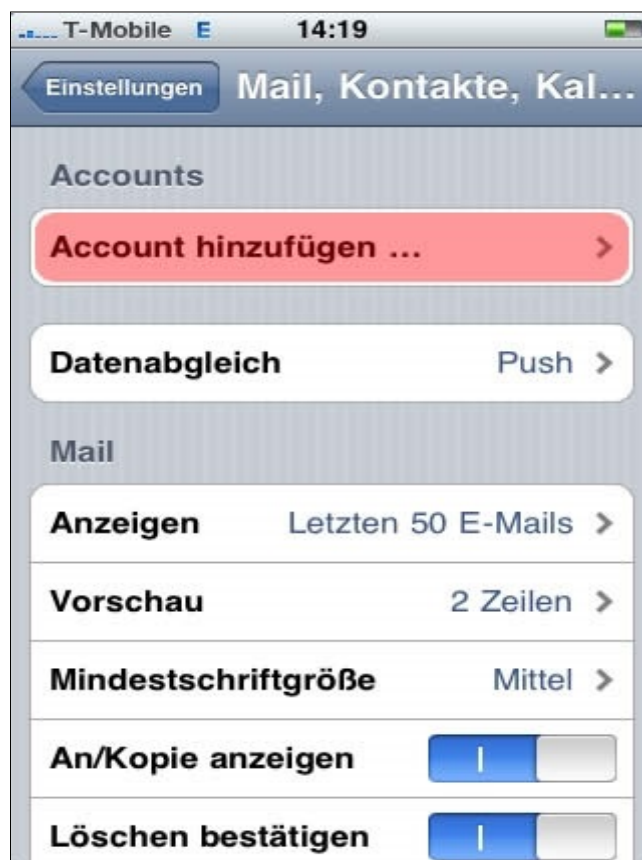 T-Mobile E 14:19
Einstellungen Mail, Kontakte, Kal...
Accounts
Account hinzufügen ...
Datenabgleich Push
Mail
Anzeigen Letzten 50 E-Mails
Vorschau 2 Zeilen
Mindestschriftgröße Mittel
An/Kopie anzeigen
Löschen bestätigen